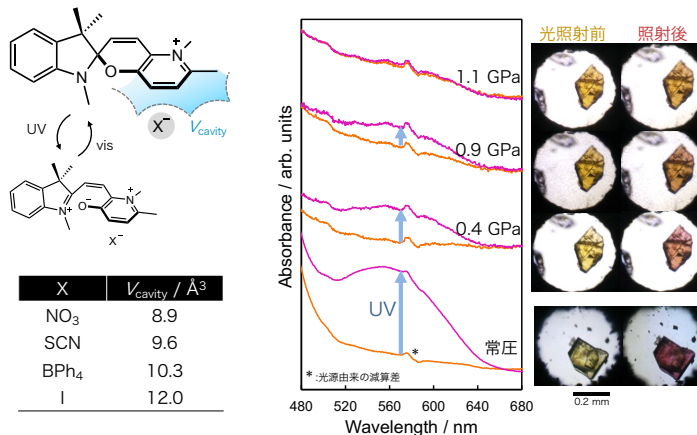 N
O
N
+
X−
Vcavity
UV
vis
N
+
O
−
N
+
X−
X Vcavity / Å3
NO3 8.9
SCN 9.6
BPh4 10.3
I 12.0
Absorbance / arb. units
1.1 GPa
0.9 GPa
0.4 GPa
UV
常圧
*
* :光源由来の減算差
480 520 560 600 640 680
Wavelength / nm
光照射前 照射後
0.2 mm